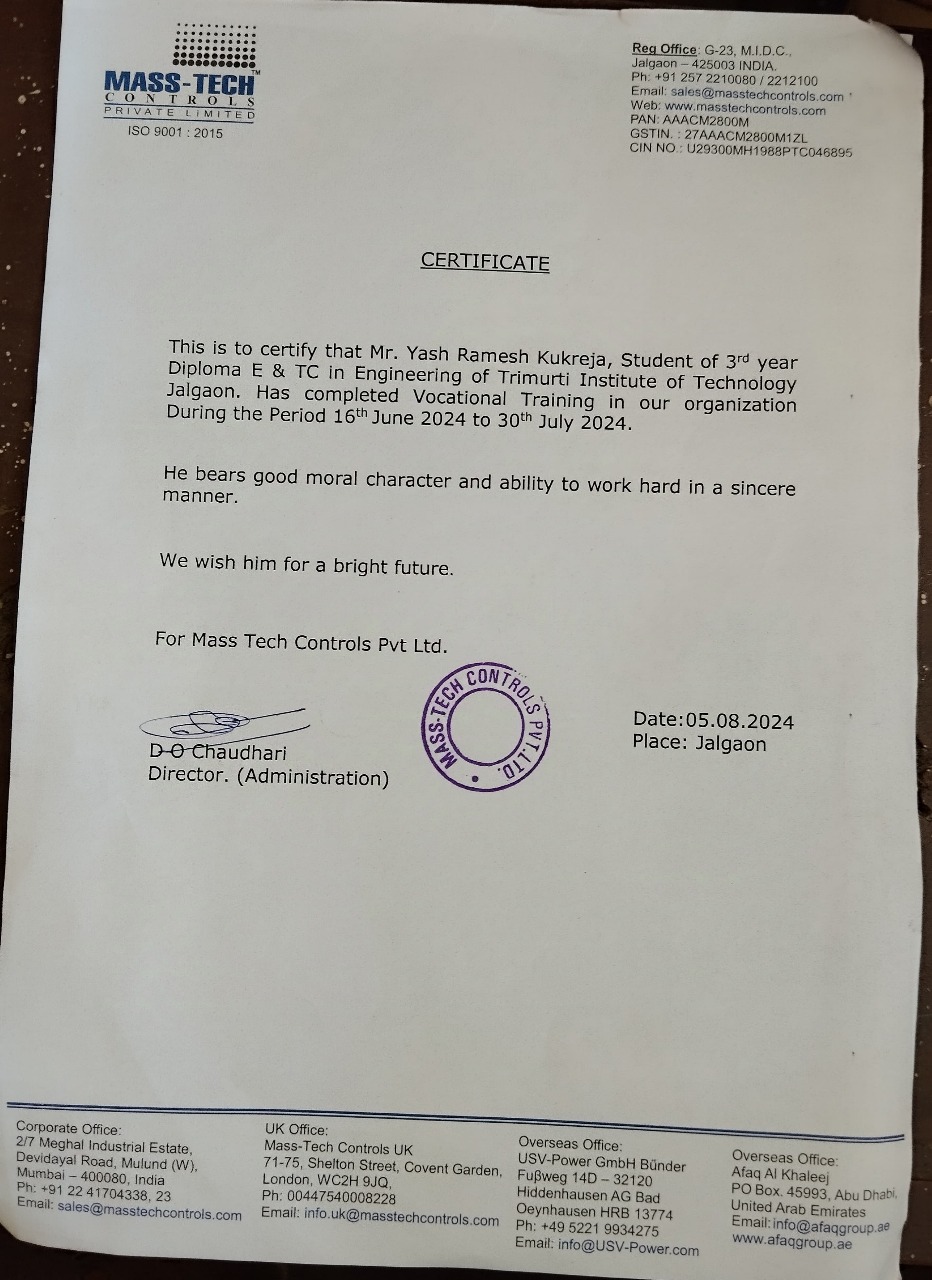 MASS-TECH™
CONTROLS
PRIVATE LIMITED
ISO 9001 : 2015
Reg Office: G-23, M.I.D.C.,
Jalgaon – 425003 INDIA.
Ph: +91 257 2210080 / 2212100
Email: sales@masstechcontrols.com
Web: www.masstechcontrols.com
PAN: AAACM2800M
GSTIN. : 27AAACM2800M1ZL
CIN NO.: U29300MH1988PTC046895
CERTIFICATE
This is to certify that Mr. Yash Ramesh Kukreja, Student of 3rd year
Diploma E & TC in Engineering of Trimurti Institute of Technology
Jalgaon. Has completed Vocational Training in our organization
During the Period 16th June 2024 to 30th July 2024.
He bears good moral character and ability to work hard in a sincere
manner.
We wish him for a bright future.
For Mass Tech Controls Pvt Ltd.
D O Chaudhari
Director. (Administration)
MASS-TECH CONTROLS PVT. LTD.
Date:05.08.2024
Place: Jalgaon
Corporate Office:
2/7 Meghal Industrial Estate,
Devidayal Road, Mulund (W),
Mumbai – 400080, India
Ph: +91 22 41704338, 23
Email: sales@masstechcontrols.com
UK Office:
Mass-Tech Controls UK
71-75, Shelton Street, Covent Garden,
London, WC2H 9JQ,
Ph: 00447540008228
Email: info.uk@masstechcontrols.com
Overseas Office:
USV-Power GmbH Bünder
Fußweg 14D – 32120
Hiddenhausen AG Bad
Oeynhausen HRB 13774
Ph: +49 5221 9934275
Email: info@USV-Power.com
Overseas Office:
Afaq Al Khaleej
PO Box. 45993, Abu Dhabi,
United Arab Emirates
Email: info@afaqgroup.ae
www.afaqgroup.ae